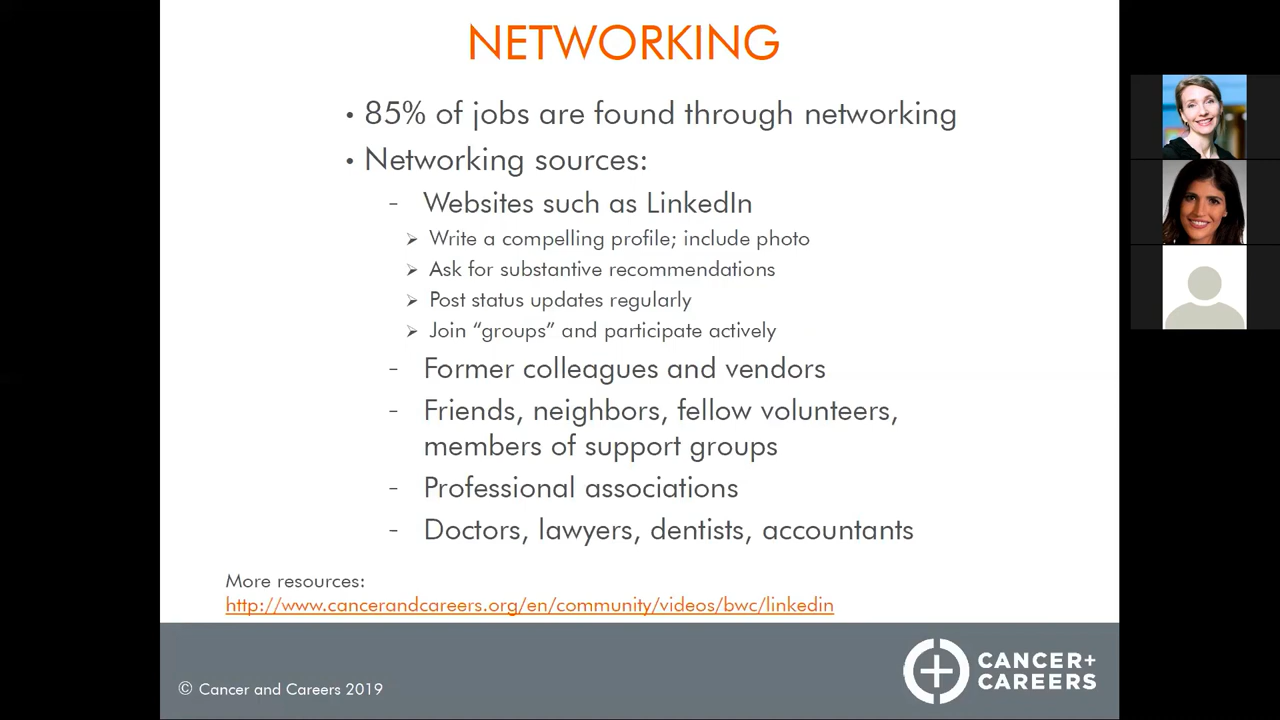 NETWORKING
• 85% of jobs are found through networking
• Networking sources:
- Websites such as LinkedIn
➢ Write a compelling profile; include photo
➢ Ask for substantive recommendations
➢ Post status updates regularly
➢ Join “groups” and participate actively
- Former colleagues and vendors
- Friends, neighbors, fellow volunteers,
members of support groups
- Professional associations
- Doctors, lawyers, dentists, accountants
More resources:
http://www.cancerandcareers.org/en/community/videos/bwc/linkedin
© Cancer and Careers 2019
CANCER+
CAREERS